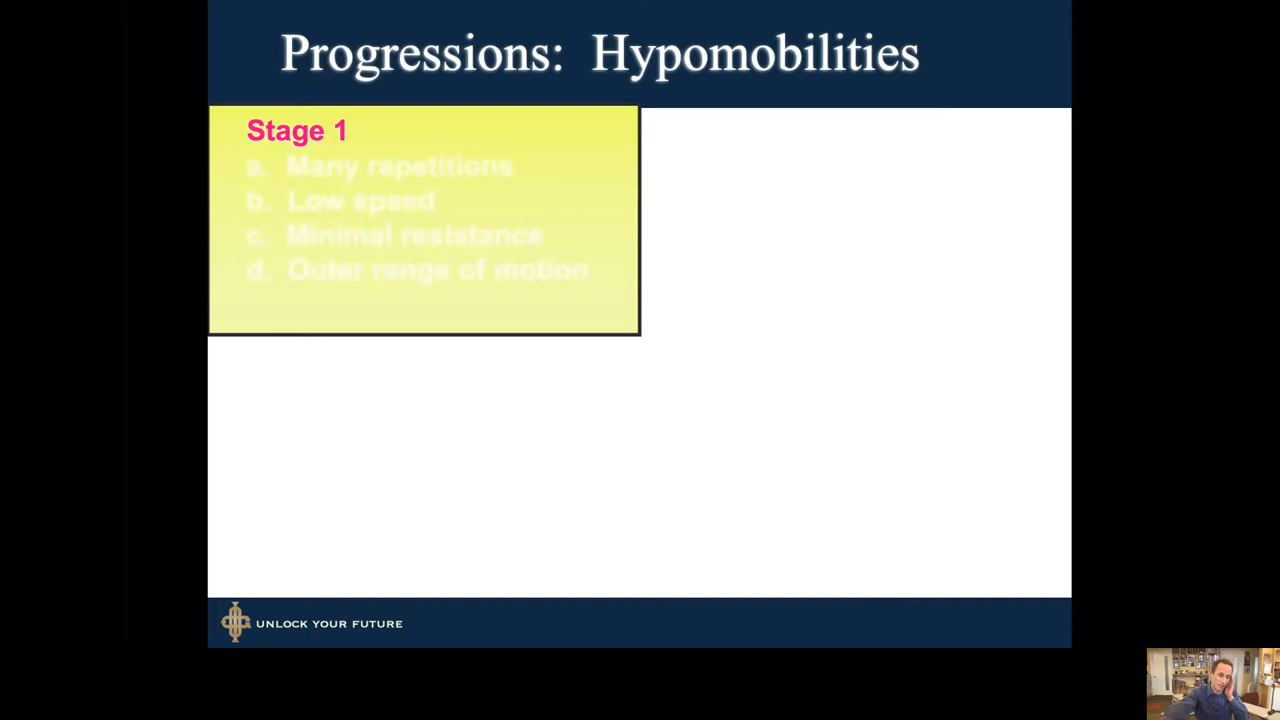 Progressions: Hypomobilities
Stage 1
a. Many repetitions
b. Low speed
c. Minimal resistance
d. Outer range of motion
UNLOCK YOUR FUTURE